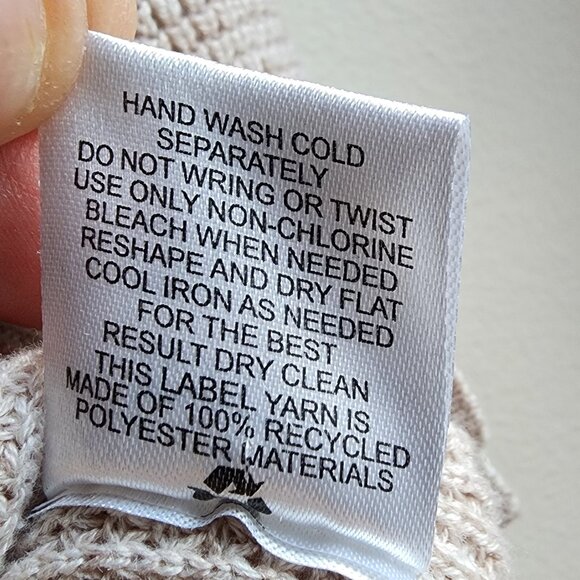 HAND WASH COLD
SEPARATELY
DO NOT WRING OR TWIST
USE ONLY NON-CHLORINE
BLEACH WHEN NEEDED
RESHAPE AND DRY FLAT
COOL IRON AS NEEDED
FOR THE BEST
RESULT DRY CLEAN
THIS LABEL YARN IS
MADE OF 100% RECYCLED
POLYESTER MATERIALS